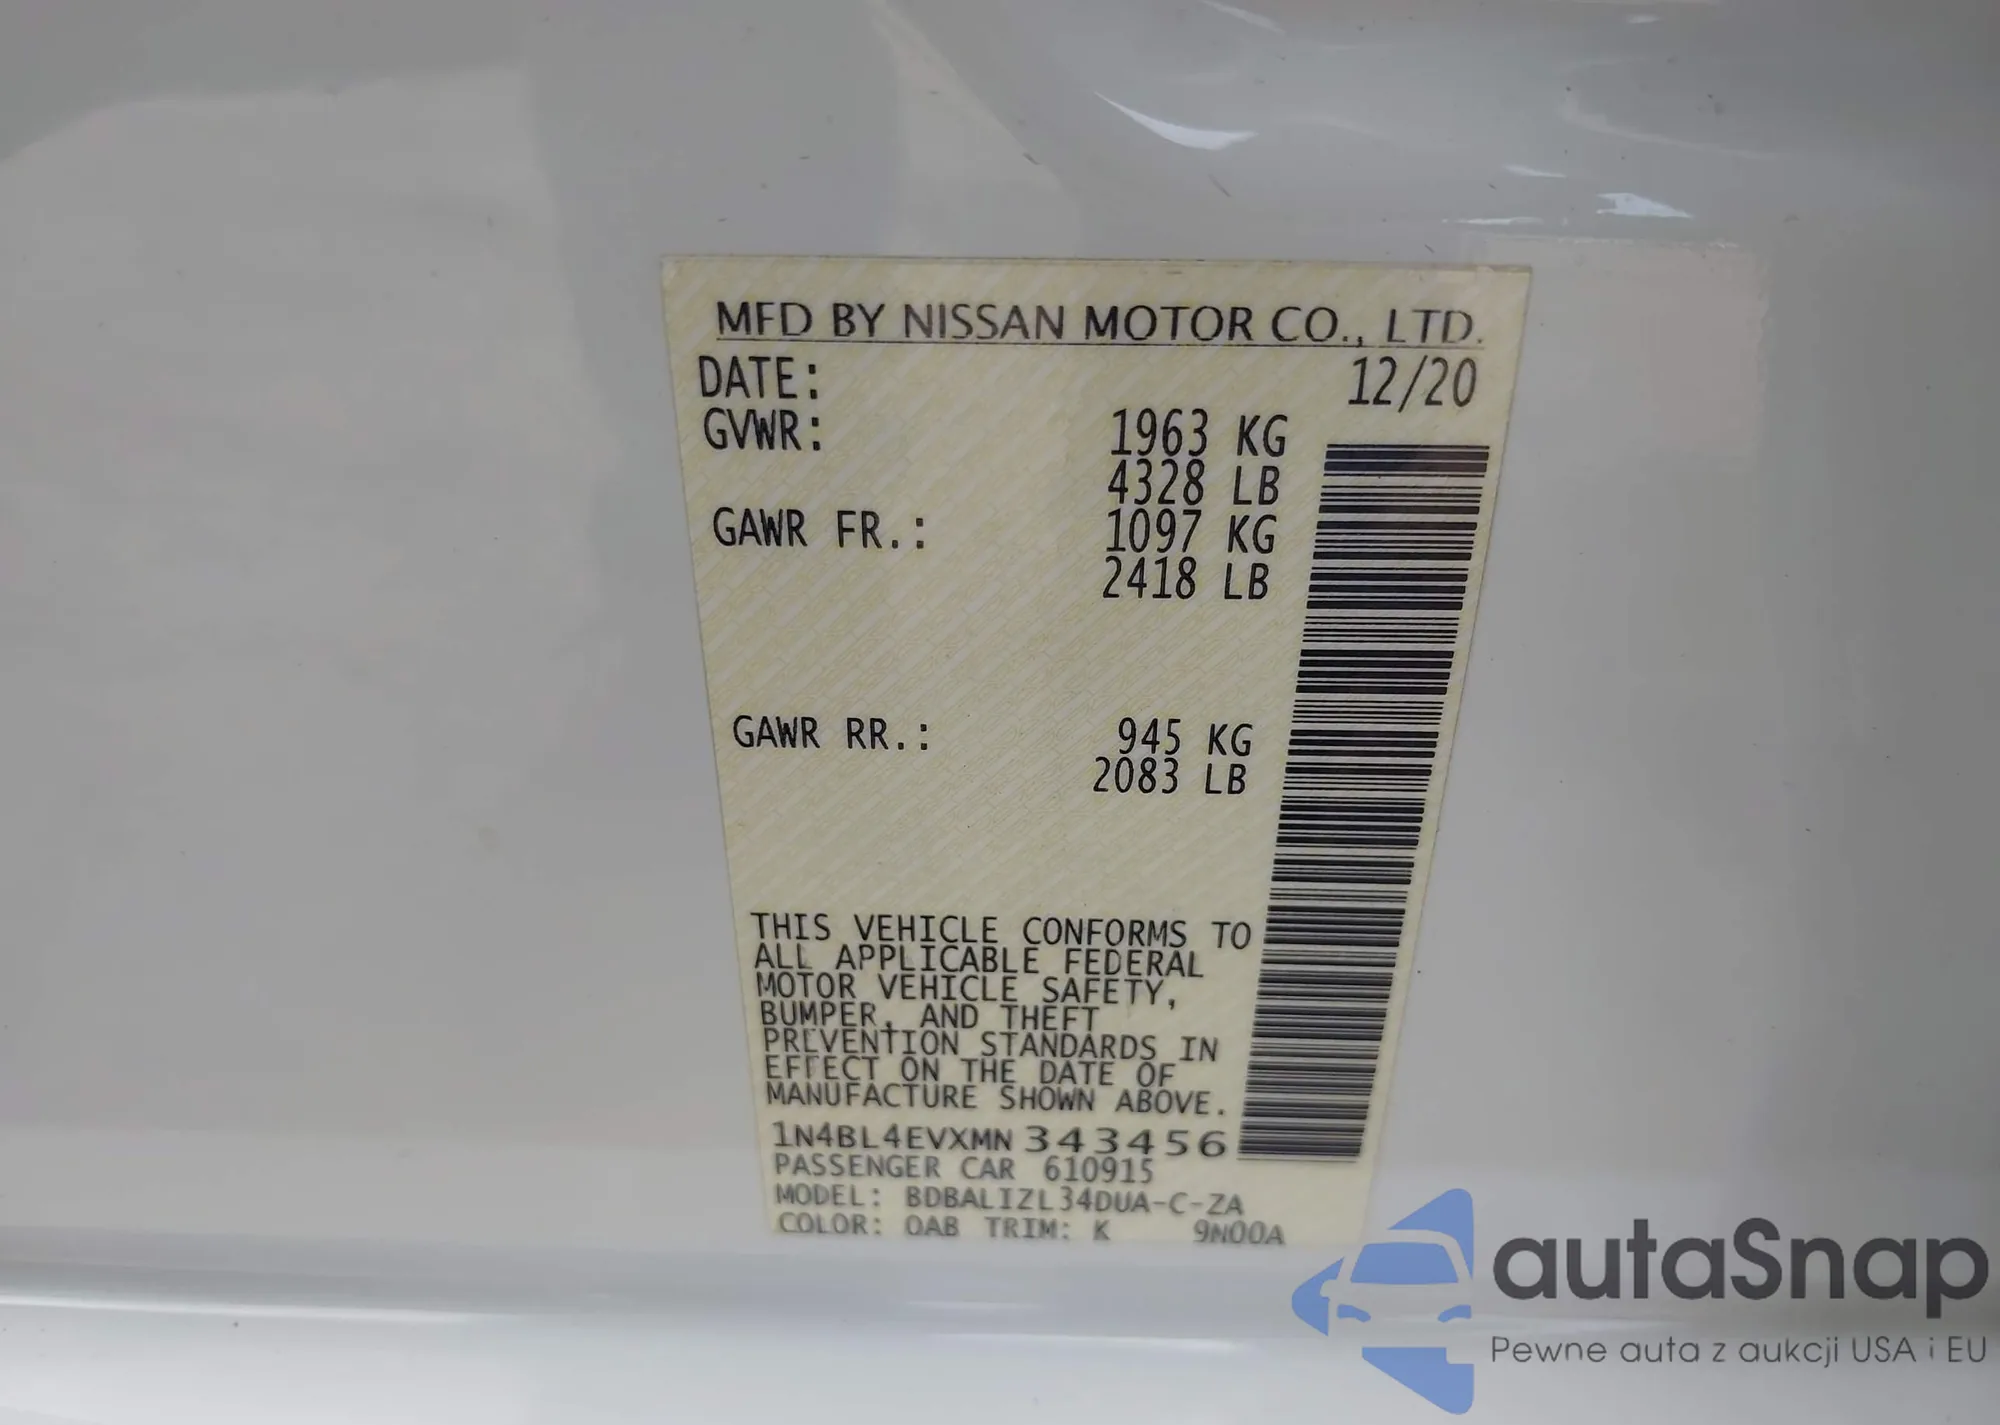 MFD BY NISSAN MOTOR CO., LTD.
DATE: 12/20
GVWR: 1963 KG
4328 LB
GAWR FR.: 1097 KG
2418 LB
GAWR RR.: 945 KG
2083 LB
THIS VEHICLE CONFORMS TO
ALL APPLICABLE FEDERAL
MOTOR VEHICLE SAFETY,
BUMPER, AND THEFT
PREVENTION STANDARDS IN
EFFECT ON THE DATE OF
MANUFACTURE SHOWN ABOVE.
1N4BL4EVXMN343456
PASSENGER CAR 610915
MODEL: BDBALIZL34DUA-C-ZA
COLOR: QAB TRIM: K 9N00A
autaSnap
Pewne auta z aukcji USA i EU